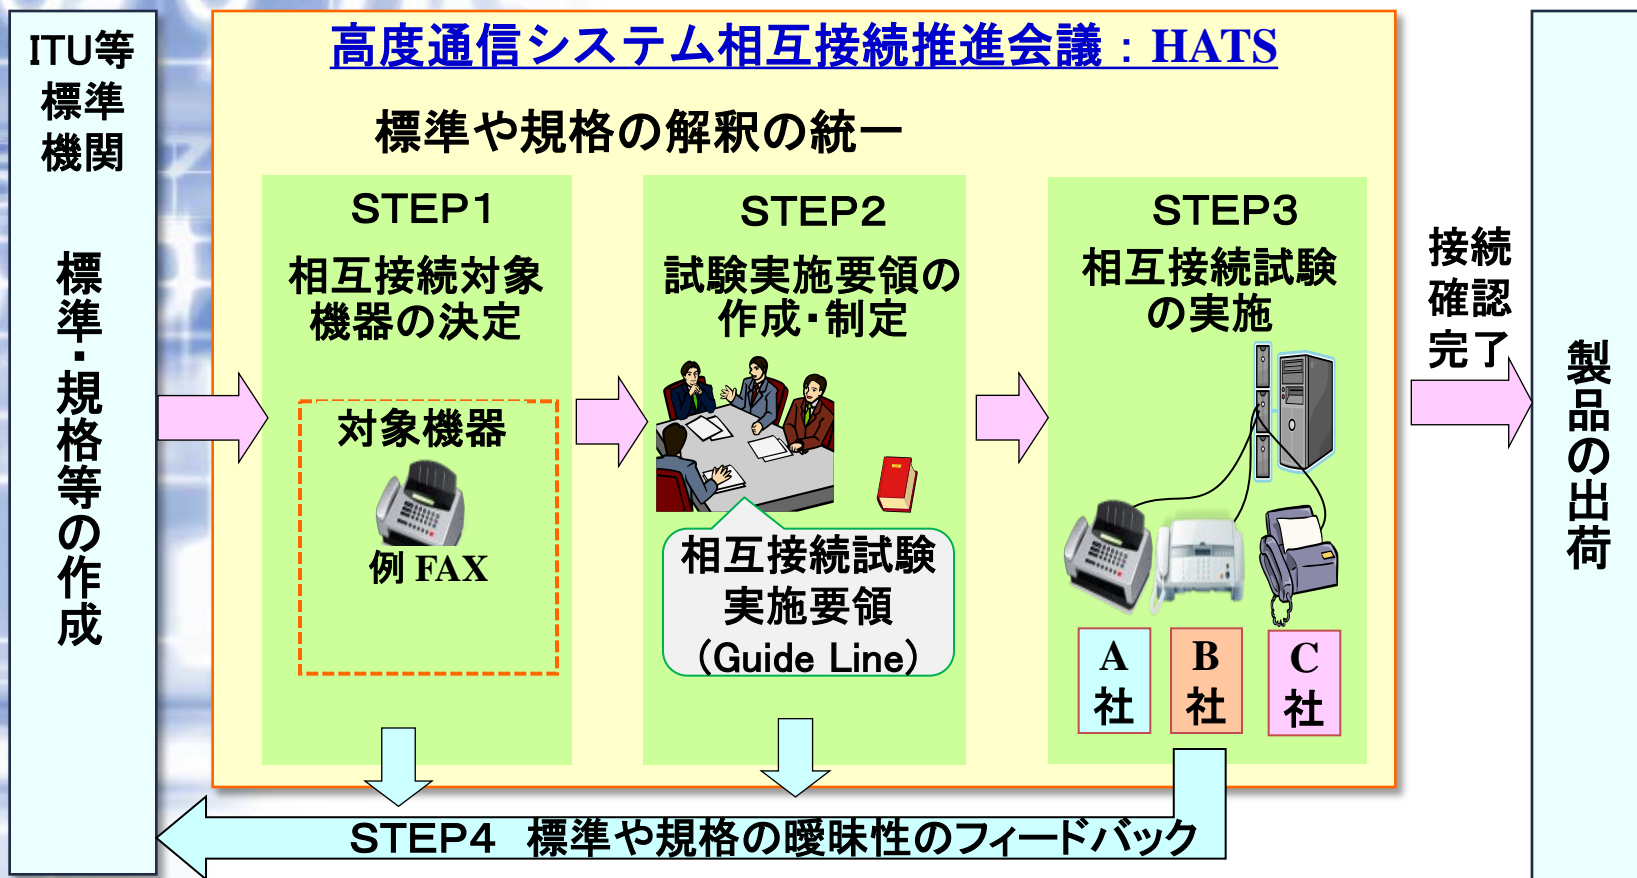 ITU等
標準
機関
標準・規格等の作成
高度通信システム相互接続推進会議：HATS
標準や規格の解釈の統一
STEP1
相互接続対象
機器の決定
対象機器
例 FAX
STEP2
試験実施要領の
作成・制定
相互接続試験
実施要領
（Guide Line）
STEP3
相互接続試験
の実施
A
社
B
社
C
社
接続
確認
完了
製品の出荷
STEP4 標準や規格の曖昧性のフィードバック